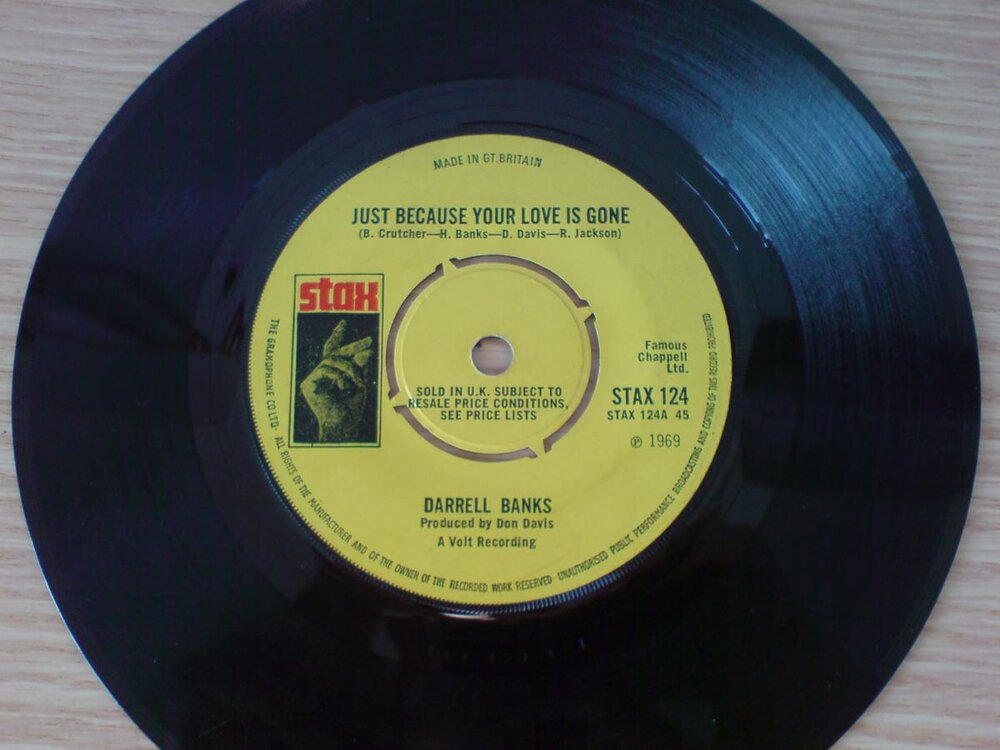 MADE IN GT.BRITAIN
JUST BECAUSE YOUR LOVE IS GONE
(B. Crutcher—H. Banks—D. Davis—R. Jackson)
stax
Famous
Chappell
Ltd.
SOLD IN U.K. SUBJECT TO
RESALE PRICE CONDITIONS,
SEE PRICE LISTS
STAX 124
STAX 124A 45
℗ 1969
DARRELL BANKS
Produced by Don Davis
A Volt Recording
THE GRAMOPHONE CO LTD· ALL RIGHTS OF THE MANUFACTURER AND OF THE OWNER OF THE RECORDED WORK RESERVED· UNAUTHORISED PUBLIC PERFORMANCE BROADCASTING AND COPYING OF THIS RECORD PROHIBITED